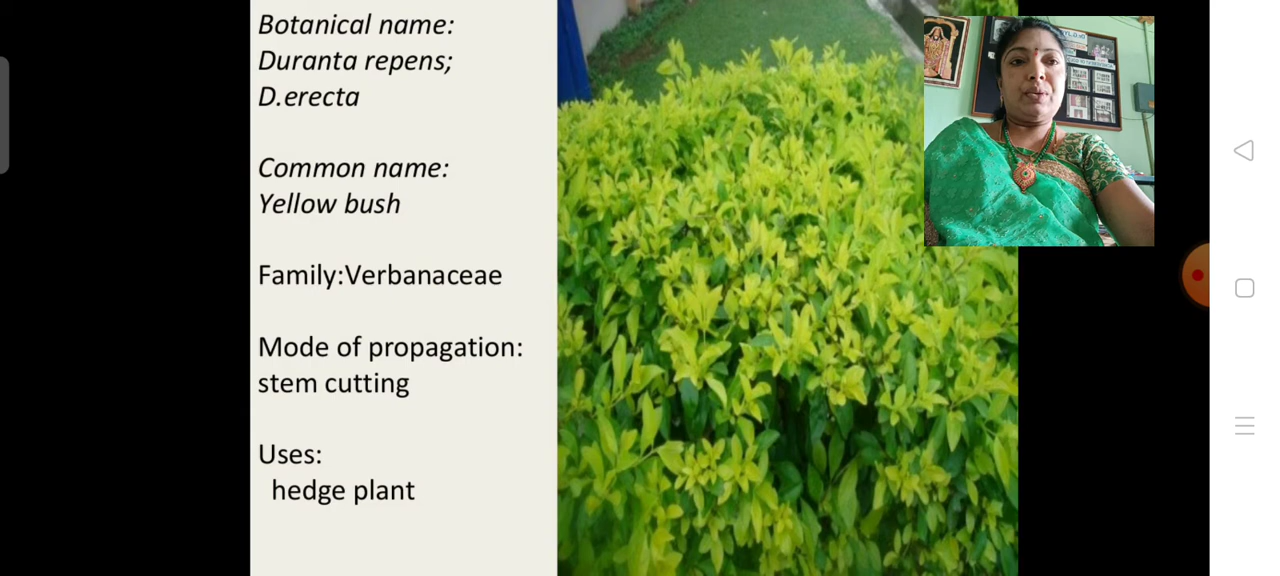 Botanical name:
Duranta repens;
D.erecta
Common name:
Yellow bush
Family:Verbanaceae
Mode of propagation:
stem cutting
Uses:
hedge plant